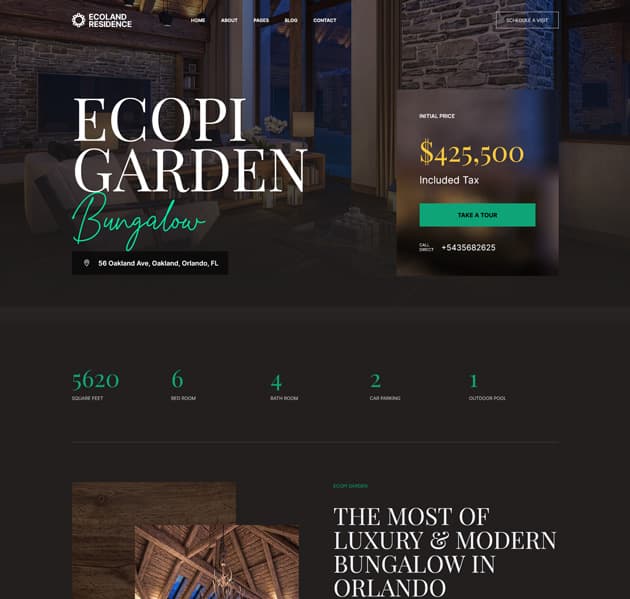 ECOLAND
RESIDENCE
HOME ABOUT PAGES BLOG CONTACT
SCHEDULE A VISIT
ECOPI
GARDEN
Bungalow
56 Oakland Ave, Oakland, Orlando, FL
INITIAL PRICE
$425,500
Included Tax
TAKE A TOUR
CALL
DIRECT
+5435682625
5620 6 4 2 1
SQUARE FEET BED ROOM BATH ROOM CAR PARKING OUTDOOR POOL
ECOPI GARDEN
THE MOST OF
LUXURY & MODERN
BUNGALOW IN
ORLANDO